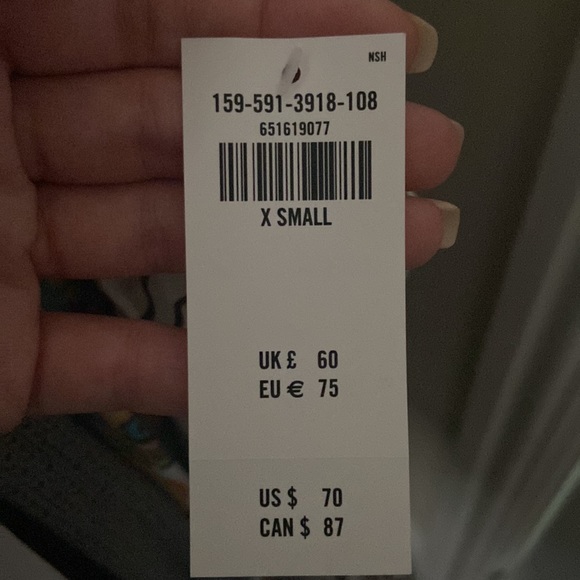 NSH
159-591-3918-108
651619077
X SMALL
UK £ 60
EU € 75
US $ 70
CAN $ 87